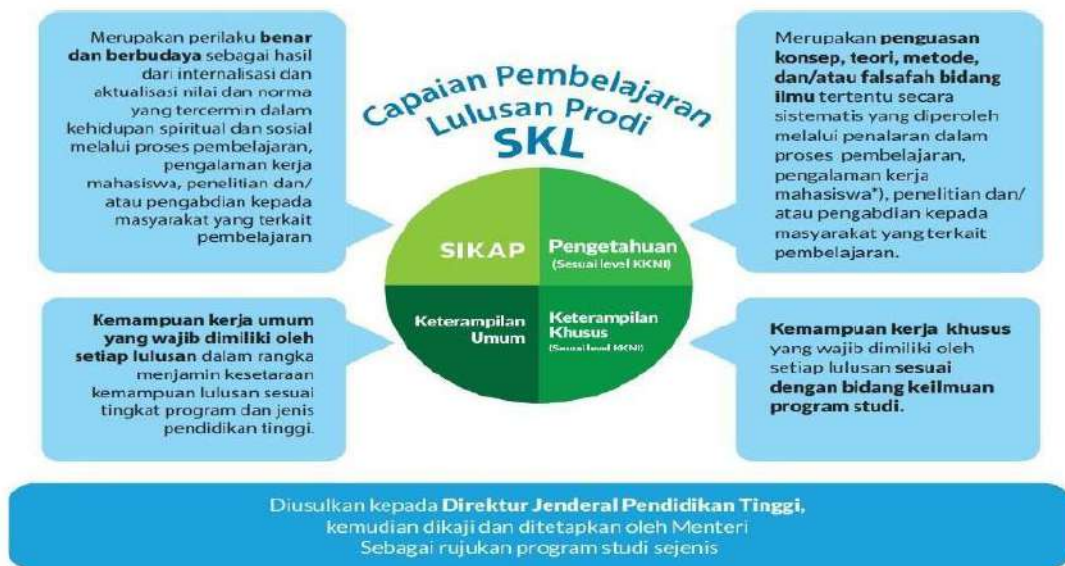 Merupakan perilaku benar
dan berbudaya sebagai hasil
dari internalisasi dan
aktualisasi nilai dan norma
yang tercermin dalam
kehidupan spiritual dan sosial
melalui proses pembelajaran,
pengalaman kerja
mahasiswa, penelitian dan/
atau pengabdian kepada
masyarakat yang terkait
pembelajaran
Capaian Pembelajaran
Lulusan Prodi
SKL
Merupakan penguasan
konsep, teori, metode,
dan/atau falsafah bidang
ilmu tertentu secara
sistematis yang diperoleh
melalui penalaran dalam
proses pembelajaran,
pengalaman kerja
mahasiswa*), penelitian dan/
atau pengabdian kepada
masyarakat yang terkait
pembelajaran.
SIKAP
Pengetahuan
(Sesuai level KKNI)
Keterampilan
Umum
Keterampilan
Khusus
(Sesuai level KKNI)
Kemampuan kerja umum
yang wajib dimiliki oleh
setiap lulusan dalam rangka
menjamin kesetaraan
kemampuan lulusan sesuai
tingkat program dan jenis
pendidikan tinggi.
Kemampuan kerja khusus
yang wajib dimiliki oleh
setiap lulusan sesuai
dengan bidang keilmuan
program studi.
Diusulkan kepada Direktur Jenderal Pendidikan Tinggi,
kemudian dikaji dan ditetapkan oleh Menteri
Sebagai rujukan program studi sejenis